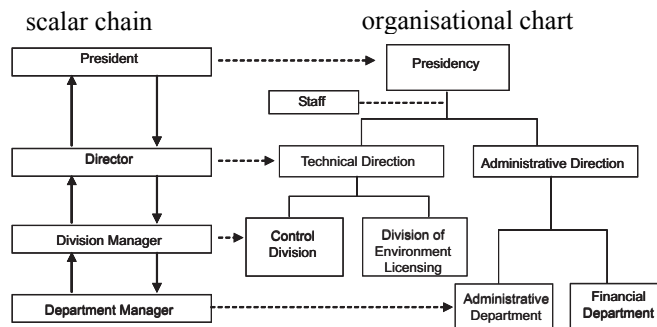 scalar chain
organisational chart
President
Presidency
Staff
Director
Technical Direction
Administrative Direction
Division Manager
Control
Division
Division of
Environment
Licensing
Department Manager
Administrative
Department
Financial
Department